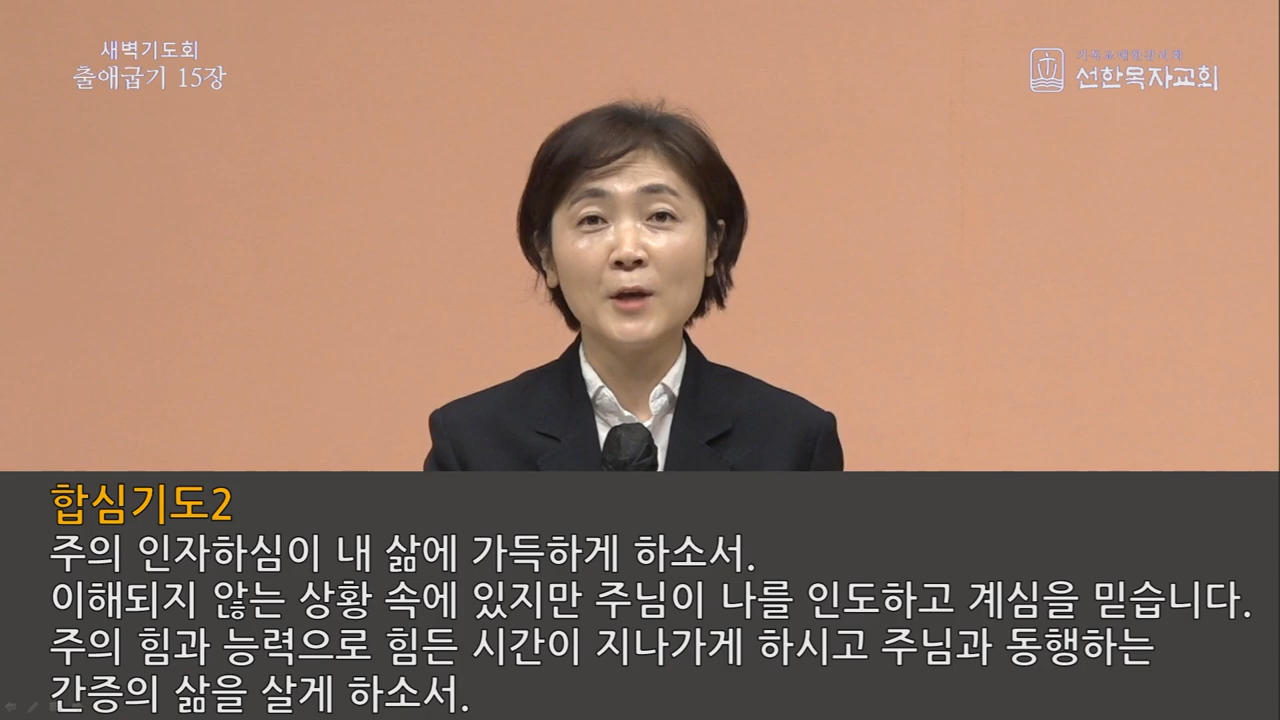 새벽기도회
출애굽기 15장
선한목자교회
합심기도2
주의 인자하심이 내 삶에 가득하게 하소서.
이해되지 않는 상황 속에 있지만 주님이 나를 인도하고 계심을 믿습니다.
주의 힘과 능력으로 힘든 시간이 지나가게 하시고 주님과 동행하는
간증의 삶을 살게 하소서.